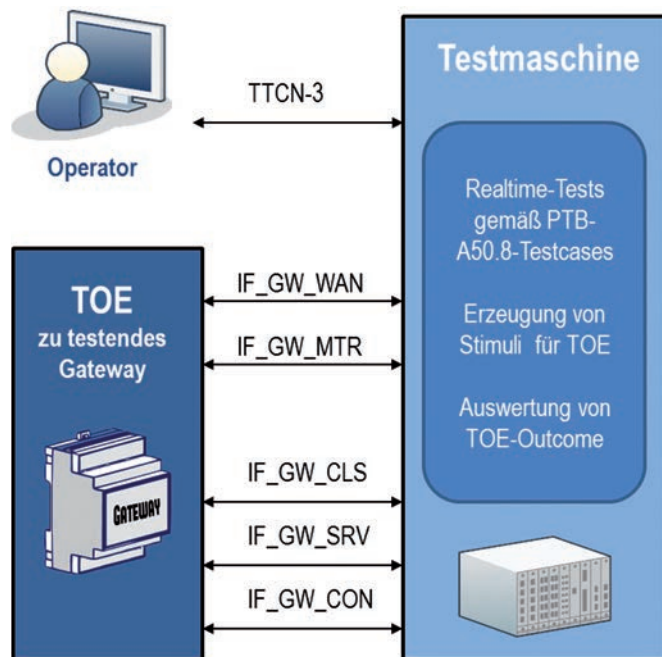 Testmaschine
TTCN-3
Operator
Realtime-Tests
gemäß PTB-
A50.8-Testcases
Erzeugung von
Stimuli für TOE
Auswertung von
TOE-Outcome
TOE
zu testendes
Gateway
GATEWAY
IF_GW_WAN
IF_GW_MTR
IF_GW_CLS
IF_GW_SRV
IF_GW_CON